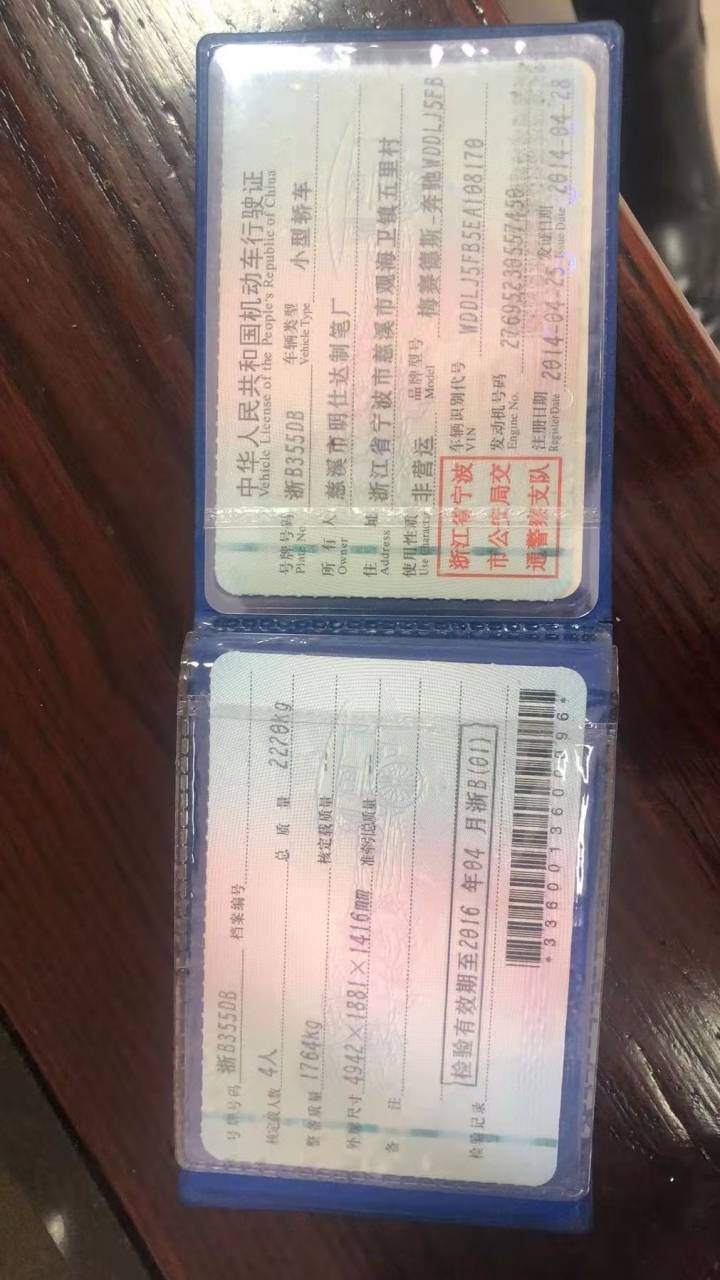 中华人民共和国机动车行驶证
Vehicle License of the People's Republic of China
号牌号码 浙B355DB 车辆类型 小型轿车
Plate No. Vehicle Type
所有人 慈溪市明仕达制笔厂
Owner
住址 浙江省宁波市慈溪市观海卫镇五里村
Address
使用性质 非营运 品牌型号 梅赛德斯-奔驰WDDLJ5FB
Use Character Model
浙江省宁波
市公安局交
通警察支队
车辆识别代号 WDDLJ5FB5EA108170
VIN
发动机号码 27695230557450
Engine No.
注册日期 2014-04-25 发证日期 2014-04-28
Register Date Issue Date
号牌号码 浙B355DB 档案编号
核定载人数 4人 总质量 2270kg
整备质量 1764kg 核定载质量 --
外廓尺寸 4942×1881×1416mm 准牵引总质量 --
备注
检验记录 检验有效期至2016年04月浙B(01)